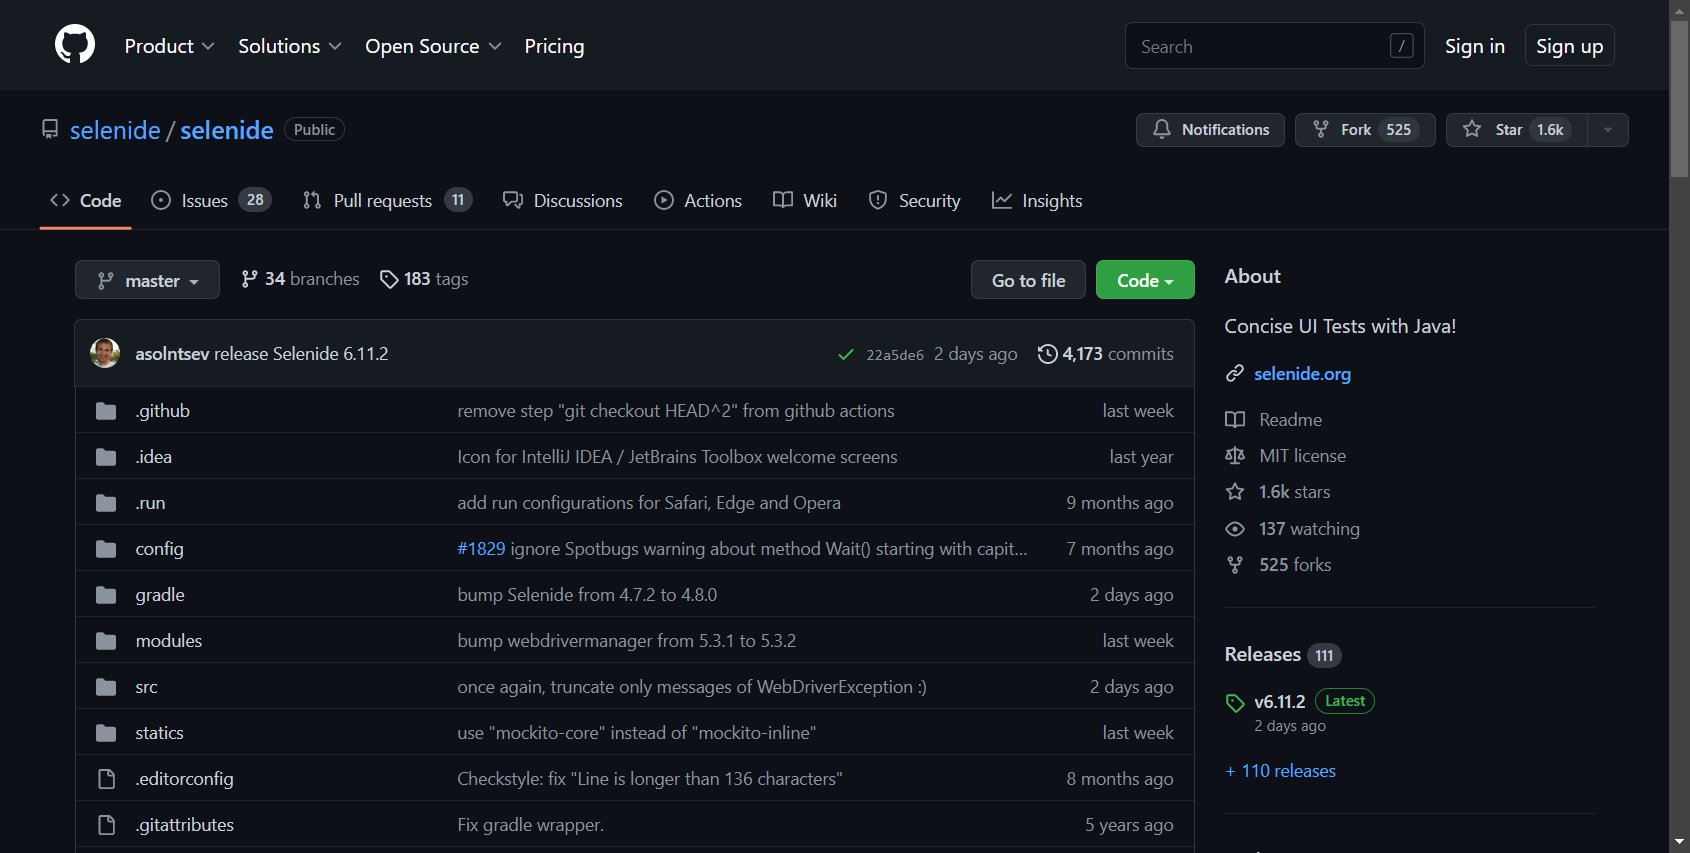 Product Solutions Open Source Pricing Search / Sign in Sign up
selenide / selenide Public Notifications Fork 525 Star 1.6k
Code Issues 28 Pull requests 11 Discussions Actions Wiki Security Insights
master 34 branches 183 tags Go to file Code
asolntsev release Selenide 6.11.2 22a5de6 2 days ago 4,173 commits
.github remove step "git checkout HEAD^2" from github actions last week
.idea Icon for IntelliJ IDEA / JetBrains Toolbox welcome screens last year
.run add run configurations for Safari, Edge and Opera 9 months ago
config #1829 ignore Spotbugs warning about method Wait() starting with capit... 7 months ago
gradle bump Selenide from 4.7.2 to 4.8.0 2 days ago
modules bump webdrivermanager from 5.3.1 to 5.3.2 last week
src once again, truncate only messages of WebDriverException :) 2 days ago
statics use "mockito-core" instead of "mockito-inline" last week
.editorconfig Checkstyle: fix "Line is longer than 136 characters" 8 months ago
.gitattributes Fix gradle wrapper. 5 years ago
About
Concise UI Tests with Java!
selenide.org
Readme
MIT license
1.6k stars
137 watching
525 forks
Releases 111
v6.11.2 Latest
2 days ago
+ 110 releases